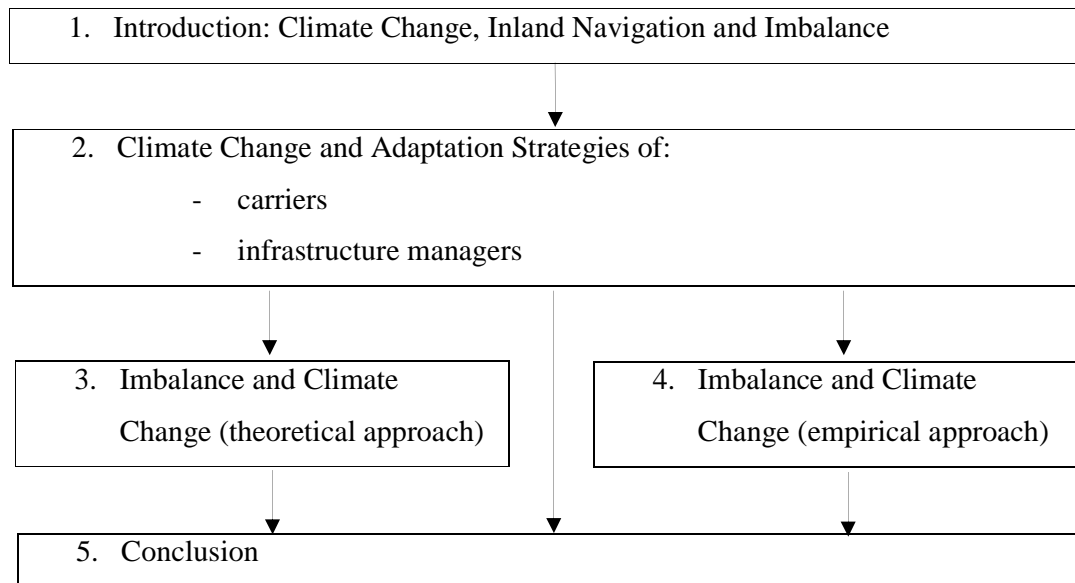 1. Introduction: Climate Change, Inland Navigation and Imbalance
2. Climate Change and Adaptation Strategies of:
- carriers
- infrastructure managers
3. Imbalance and Climate
Change (theoretical approach)
4. Imbalance and Climate
Change (empirical approach)
5. Conclusion